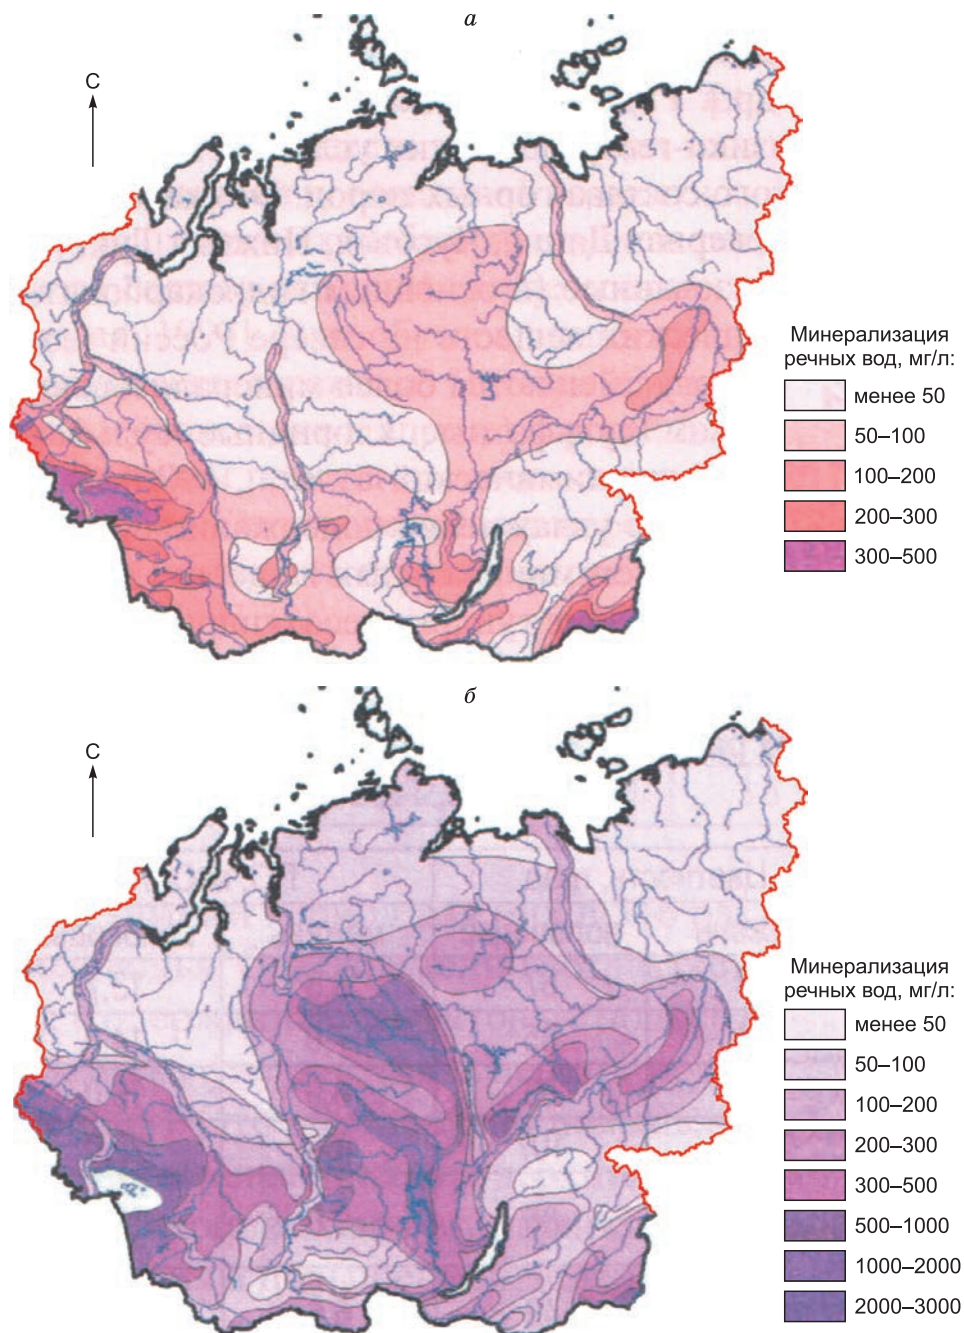 а
С
Минерализация
речных вод, мг/л:
менее 50
50–100
100–200
200–300
300–500
б
С
Минерализация
речных вод, мг/л:
менее 50
50–100
100–200
200–300
300–500
500–1000
1000–2000
2000–3000